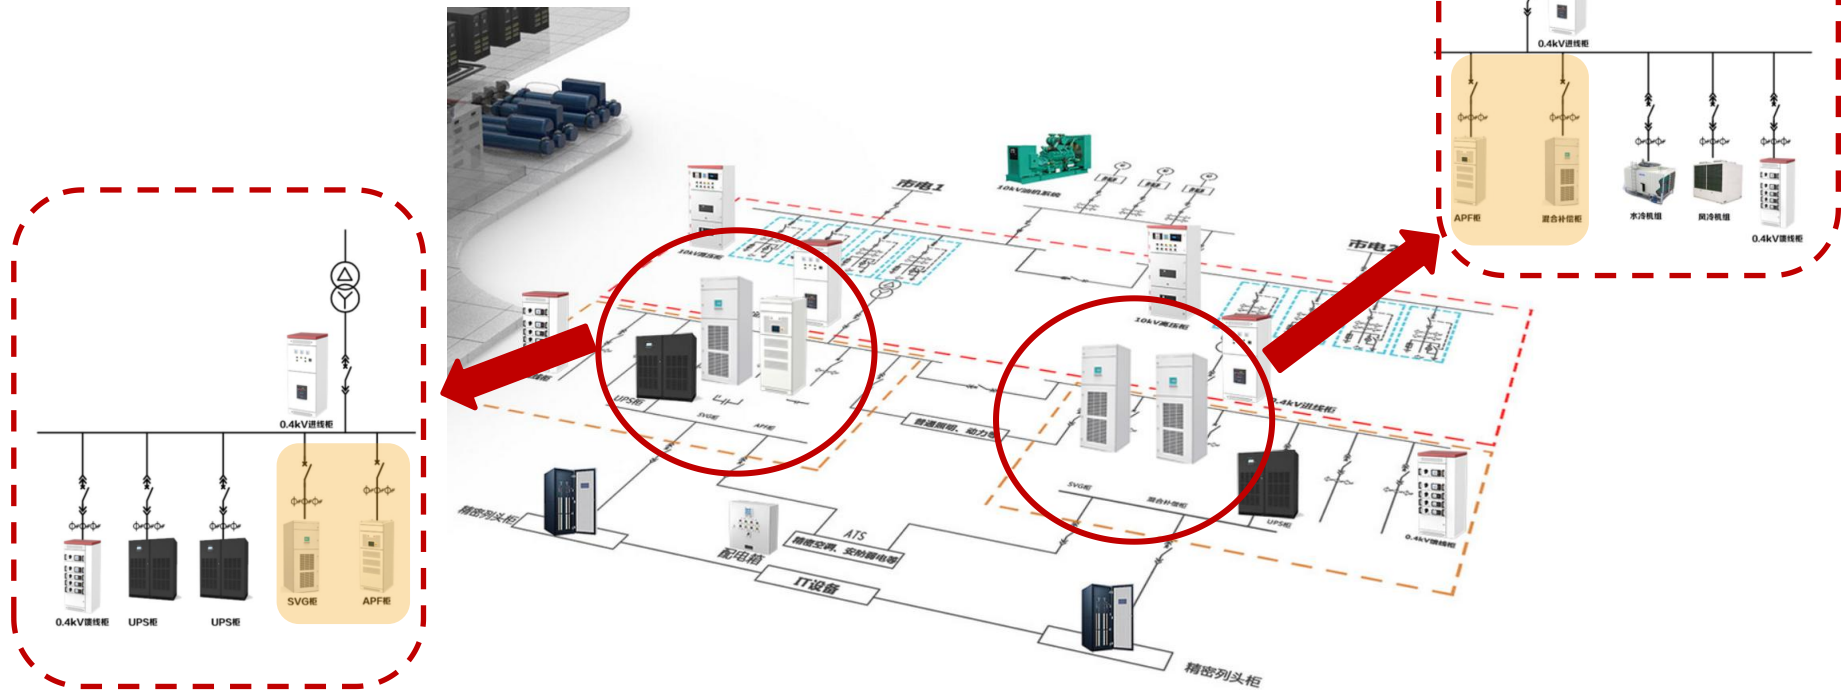 0.4kV进线柜
APF柜
混合补偿柜
水冷机组
风冷机组
0.4kV馈线柜
10kV油机系统
市电1
市电2
10kV高压柜
10kV高压柜
0.4kV进线柜
UPS柜
SVG柜
APF柜
普通照明、动力等
0.4kV进线柜
SVG柜
混合补偿柜
UPS柜
0.4kV馈线柜
精密列头柜
配电箱
ATS
精密空调、安防弱电等
IT设备
精密列头柜
0.4kV馈线柜
UPS柜
UPS柜
SVG柜
APF柜